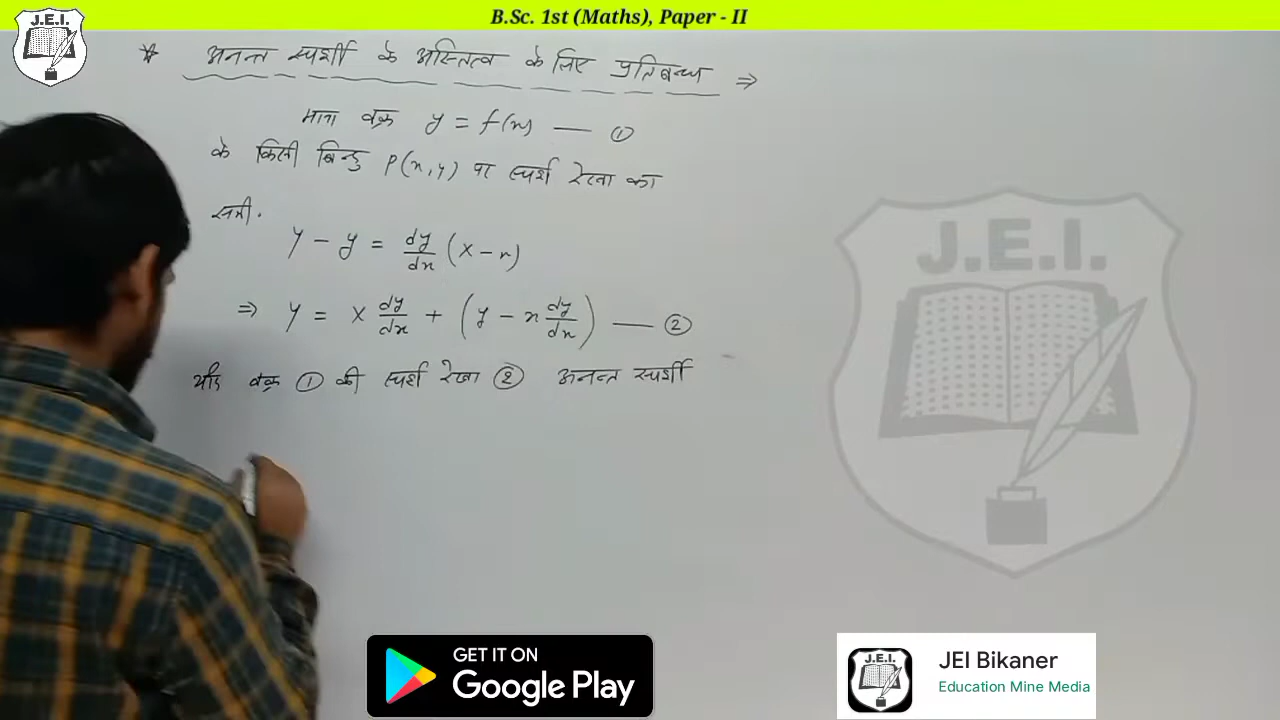 B.Sc. 1st (Maths), Paper - II
J.E.I.
* अनन्त स्पर्शी के अस्तित्व के लिए प्रतिबन्ध ⇒
माना वक्र y = f(x) — ①
के किसी बिन्दु P(x,y) पर स्पर्श रेखा का
समी.
Y - y = dy/dx (X - x)
⇒ Y = X dy/dx + (y - x dy/dx) — ②
यदि वक्र ① की स्पर्श रेखा ② अनन्त स्पर्शी
J.E.I.
GET IT ON
Google Play
J.E.I.
JEI Bikaner
Education Mine Media